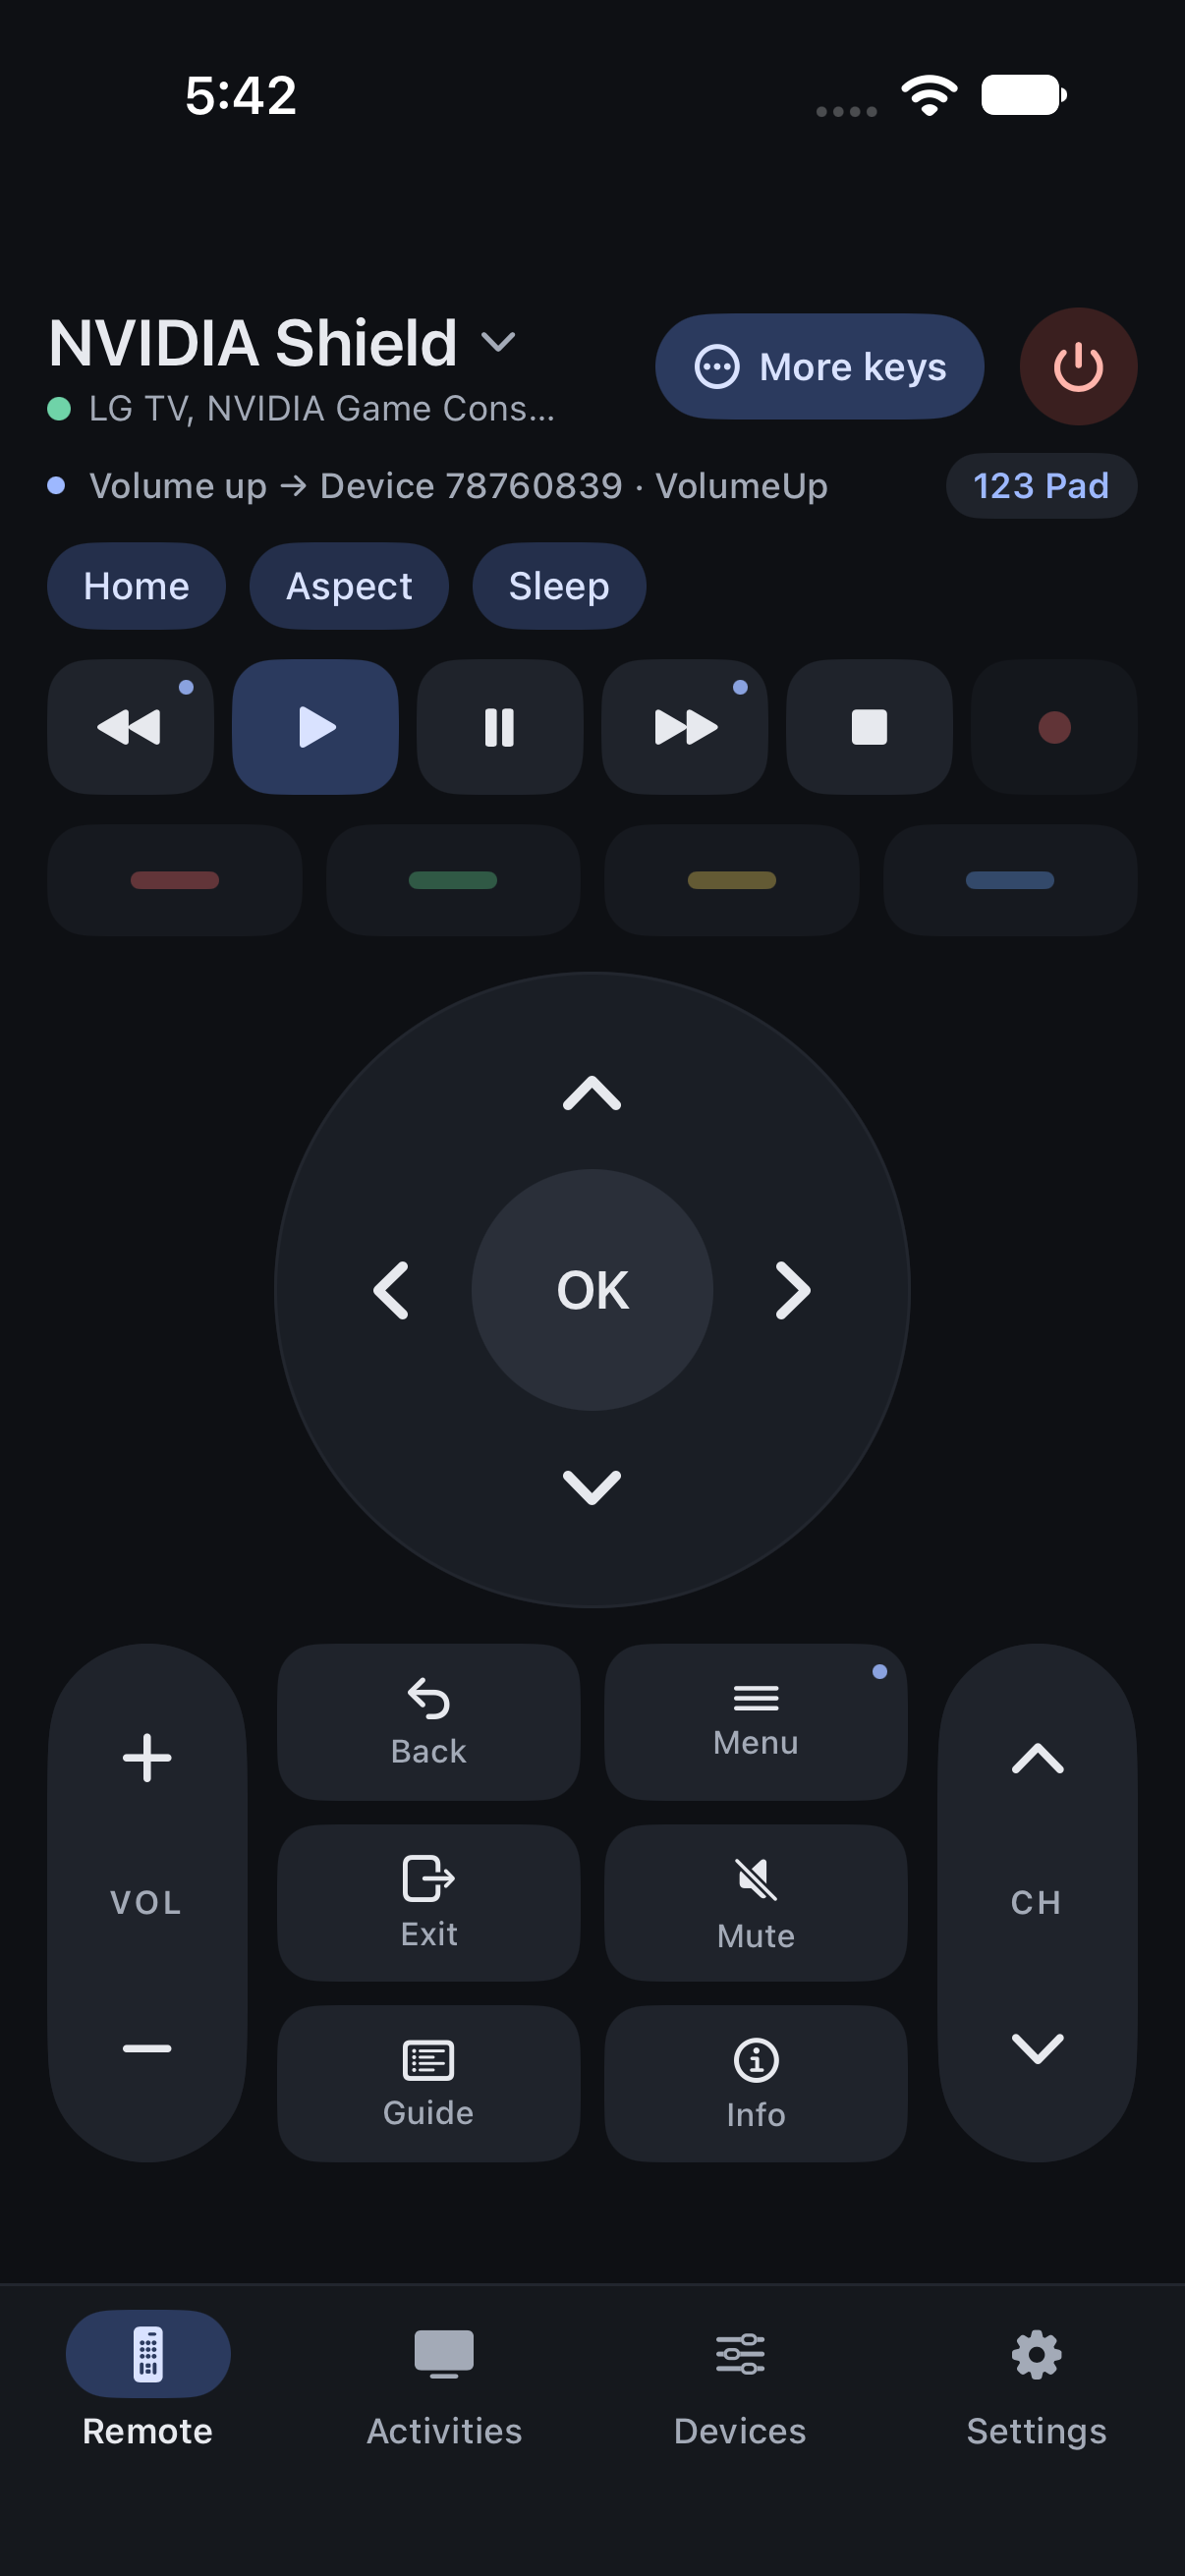 5:42
NVIDIA Shield
More keys
LG TV, NVIDIA Game Cons...
Volume up → Device 78760839 · VolumeUp
123 Pad
Home Aspect Sleep
OK
Back
Menu
VOL
Exit
Mute
CH
Guide
Info
Remote Activities Devices Settings